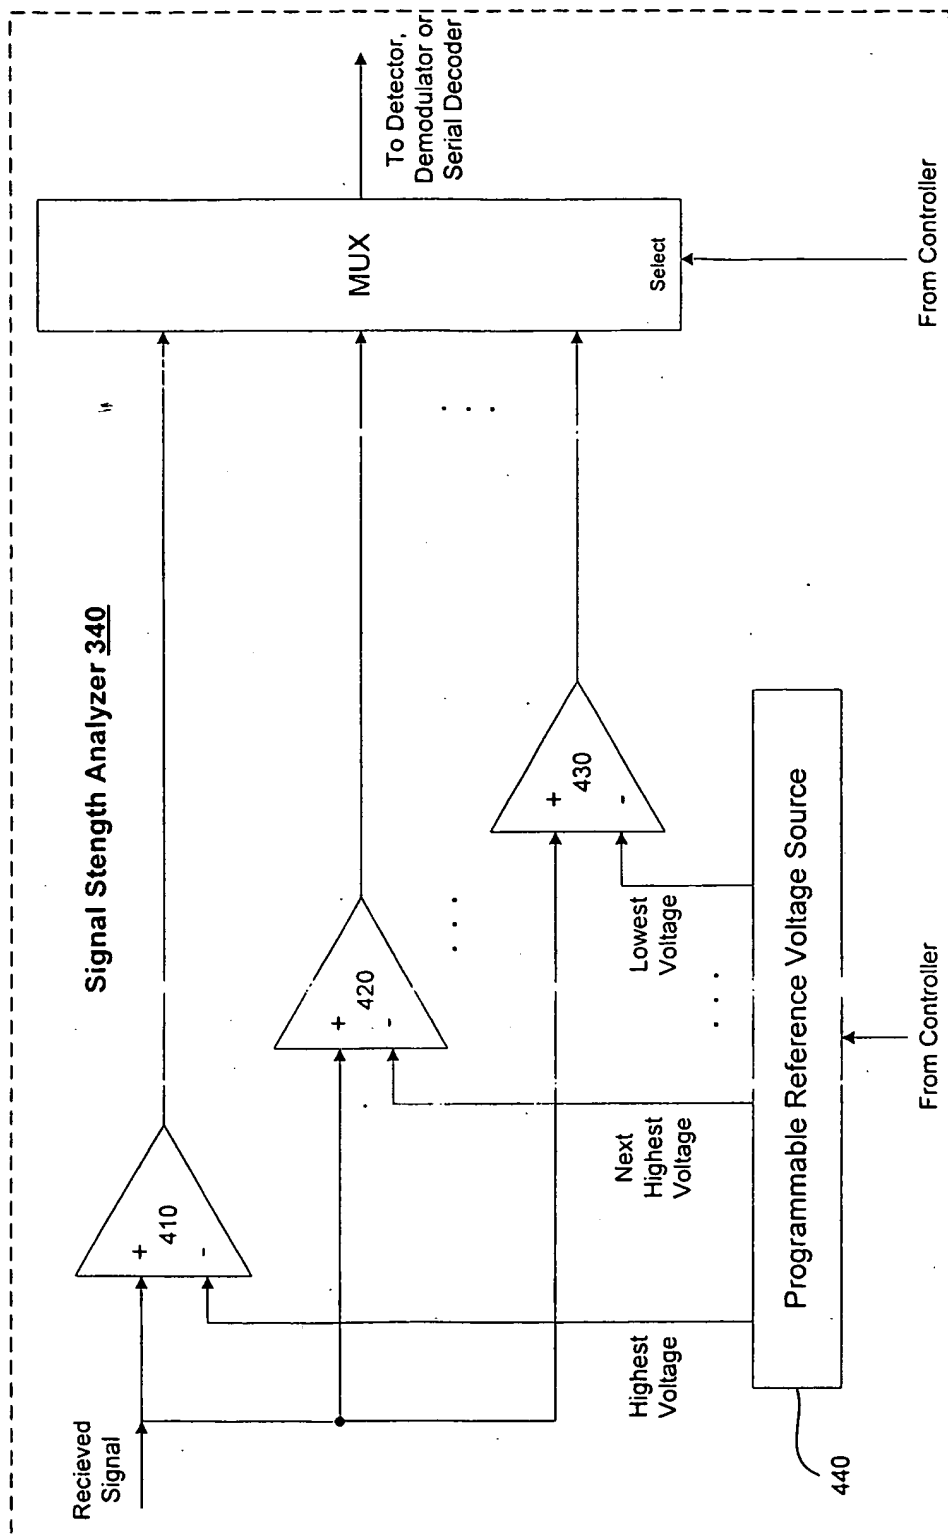 Signal Stength Analyzer 340
Recieved
Signal
+
-
410
+
-
420
+
-
430
. . .
. . .
MUX
Select
To Detector,
Demodulator or
Serial Decoder
Highest
Voltage
Next
Highest
Voltage
. . .
Lowest
Voltage
Programmable Reference Voltage Source
440
From Controller
From Controller